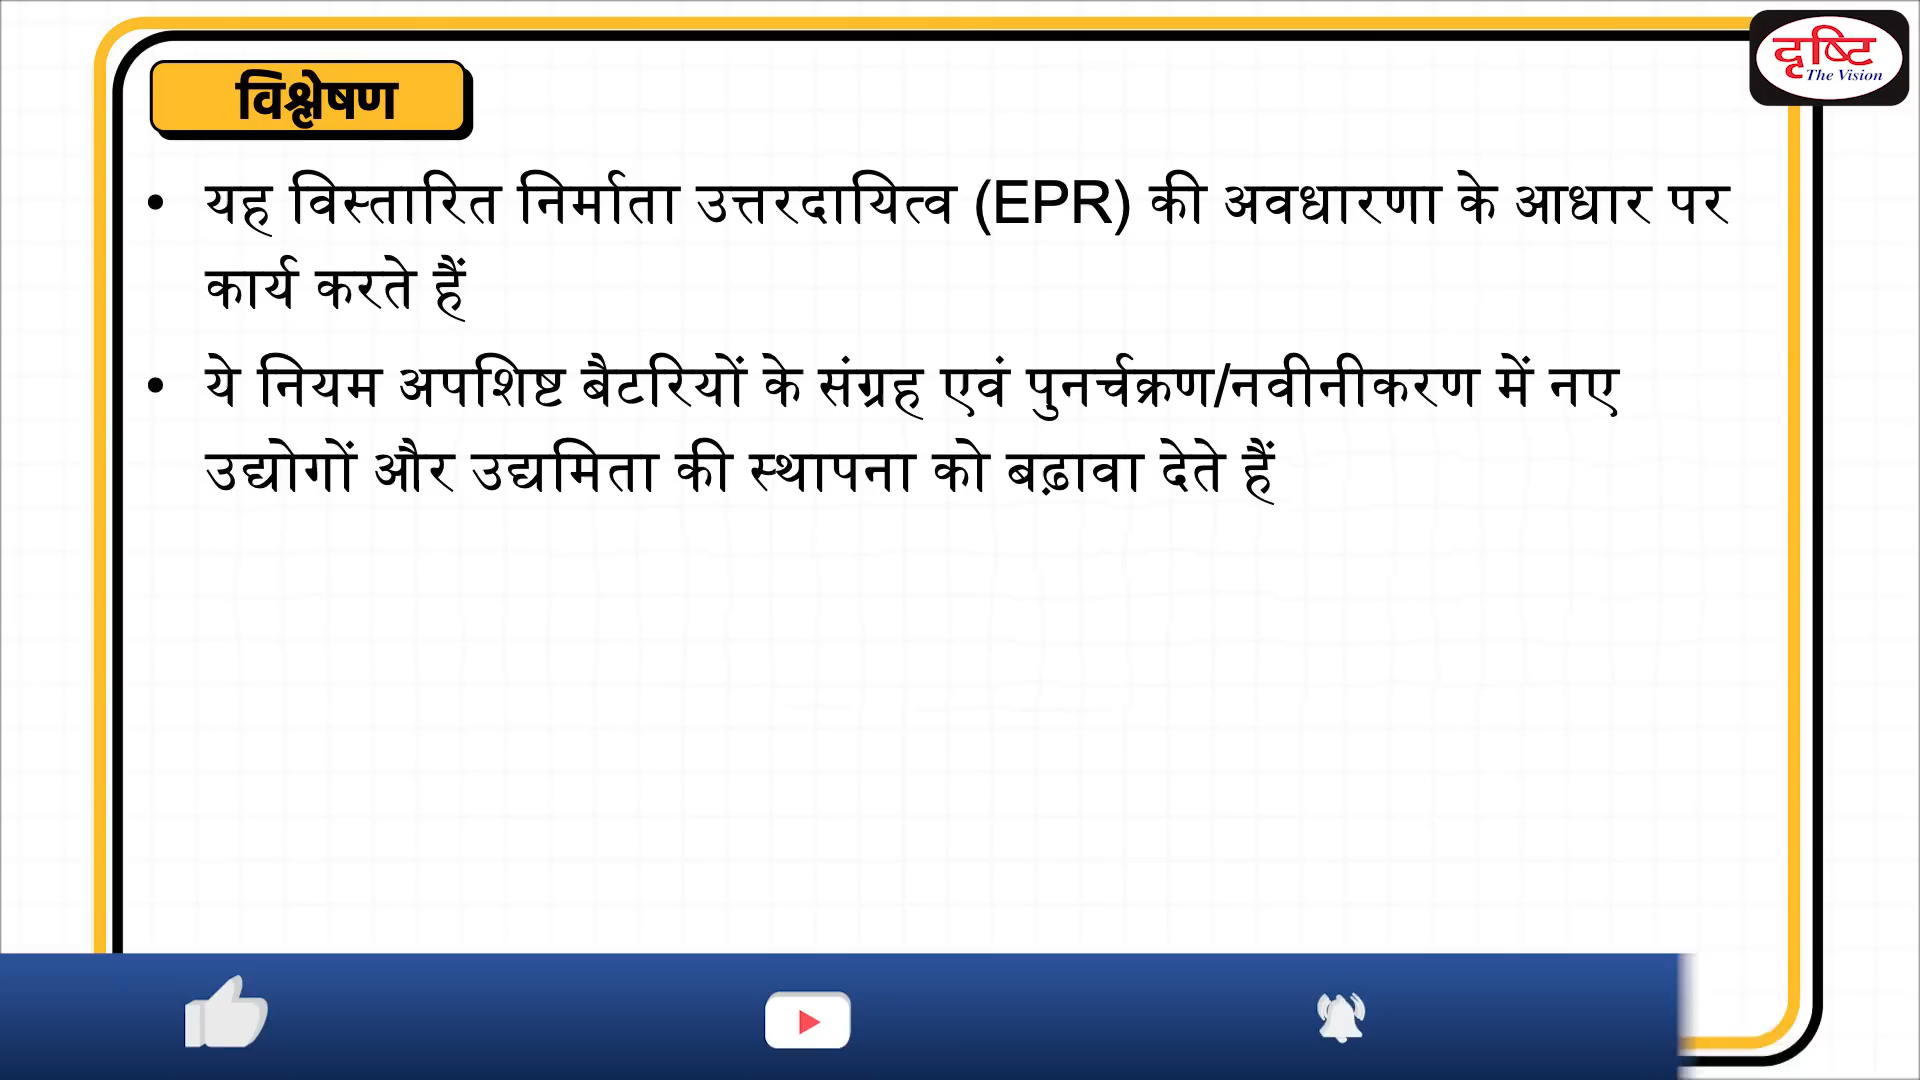 दृष्टि
The Vision
विश्लेषण
• यह विस्तारित निर्माता उत्तरदायित्व (EPR) की अवधारणा के आधार पर
कार्य करते हैं
• ये नियम अपशिष्ट बैटरियों के संग्रह एवं पुनर्चक्रण/नवीनीकरण में नए
उद्योगों और उद्यमिता की स्थापना को बढ़ावा देते हैं